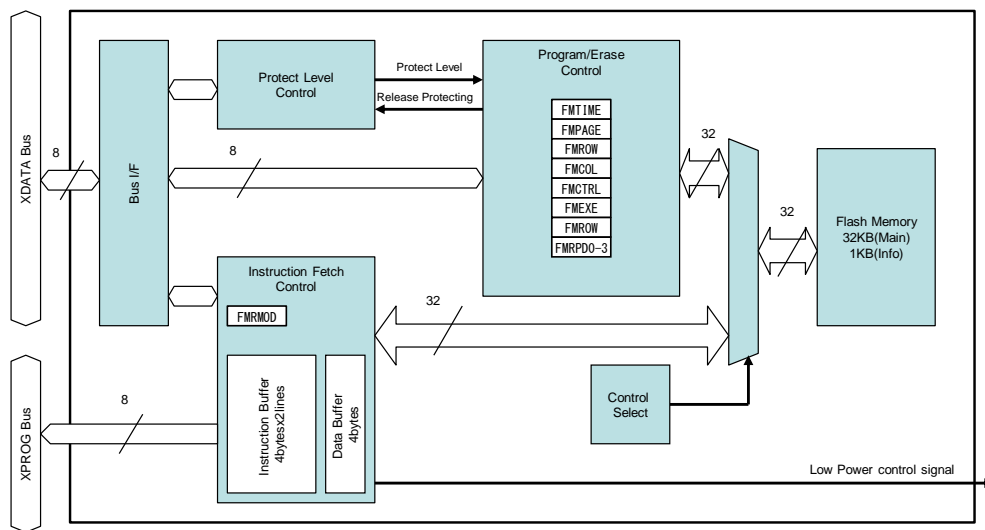 XDATA Bus
8
Bus I/F
Protect Level
Control
Protect Level
Release Protecting
8
Program/Erase
Control
FMTIME
FMPAGE
FMROW
FMCOL
FMCTRL
FMEXE
FMROW
FMRPD0-3
32
32
Flash Memory
32KB(Main)
1KB(Info)
Instruction Fetch
Control
FMRMOD
32
Instruction Buffer
4bytesx2lines
Data Buffer
4bytes
Control
Select
XPROG Bus
8
Low Power control signal